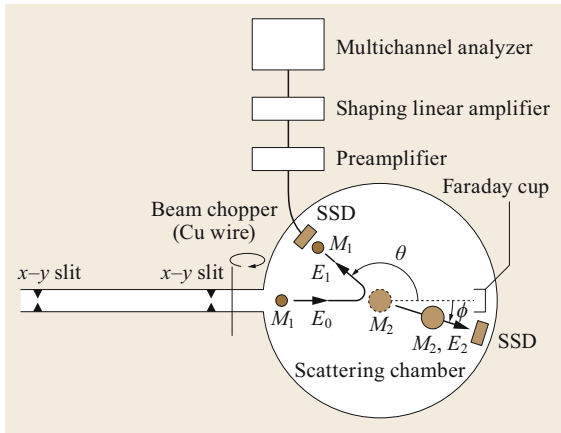 Multichannel analyzer
Shaping linear amplifier
Preamplifier
Faraday cup
Beam chopper
(Cu wire)
SSD
x–y slit
x–y slit
M₁
E₁
θ
M₁
E₀
M₂
ϕ
M₂, E₂
SSD
Scattering chamber